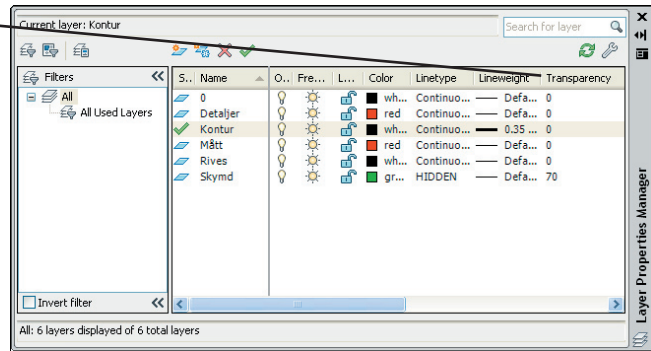 Current layer: Kontur
Search for layer
Filters
All
All Used Layers
Invert filter
S.. Name O.. Fre... L... Color Linetype Lineweight Transparency
0 wh... Continuo... Defa... 0
Detaljer red Continuo... Defa... 0
Kontur wh... Continuo... 0.35 ... 0
Mått red Continuo... Defa... 0
Rives wh... Continuo... Defa... 0
Skymd gr... HIDDEN Defa... 70
All: 6 layers displayed of 6 total layers
Layer Properties Manager